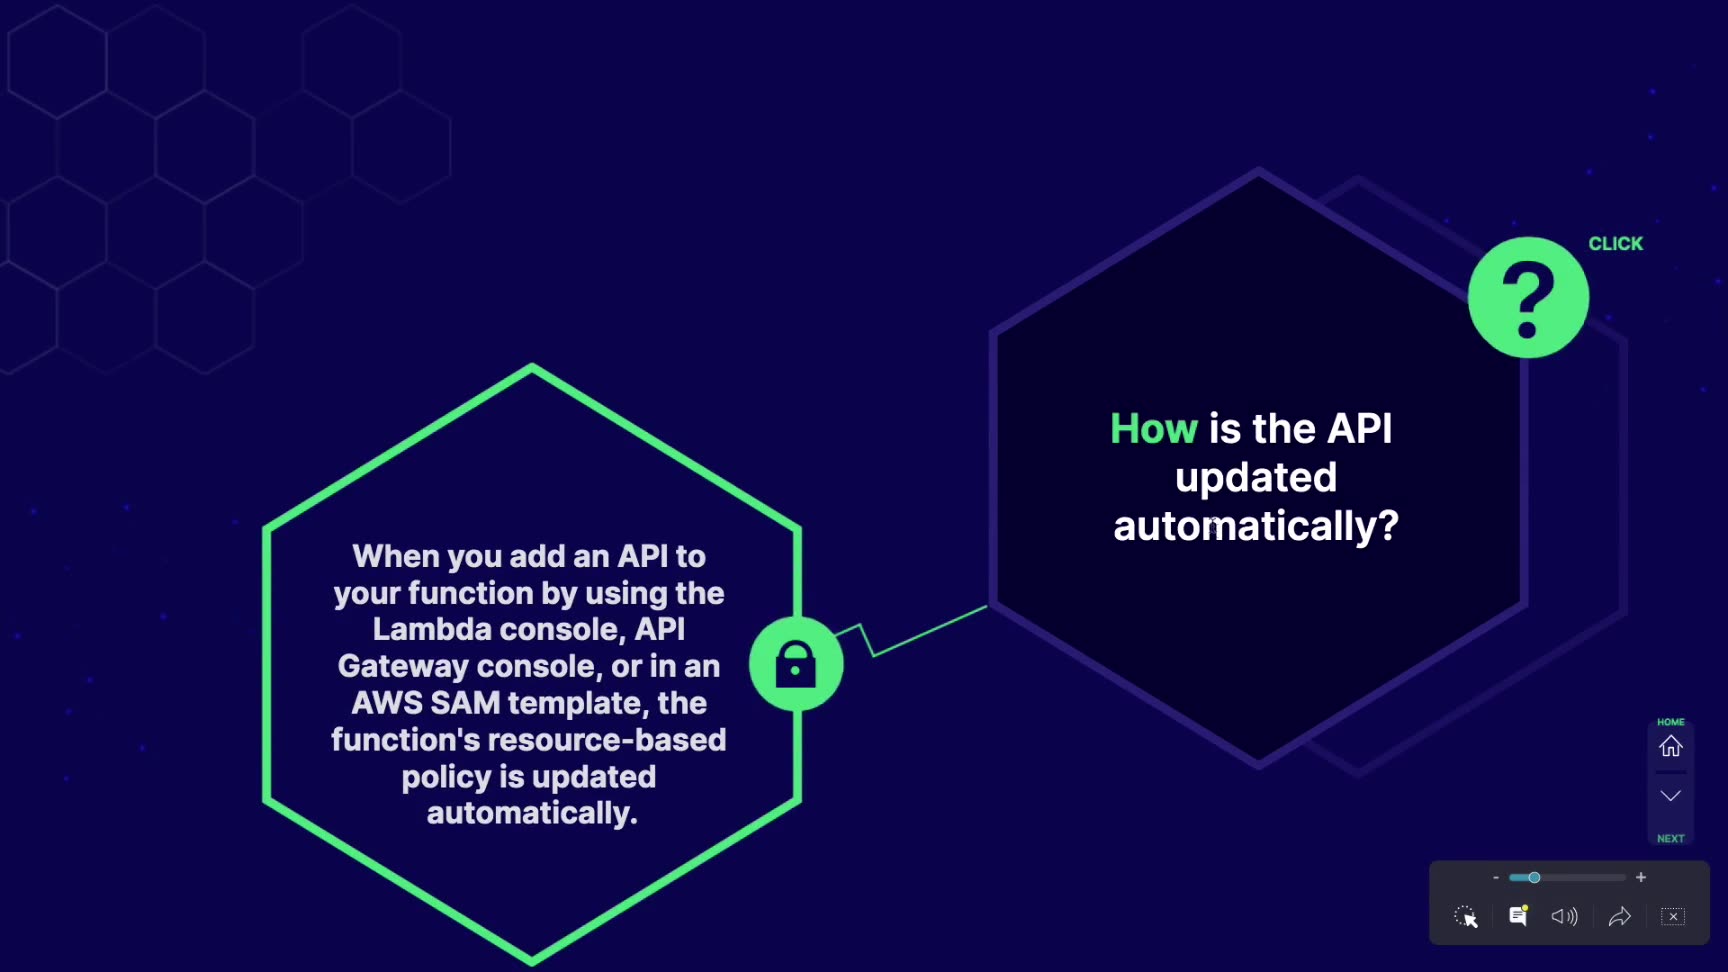 CLICK
?
How is the API
updated
automatically?
When you add an API to
your function by using the
Lambda console, API
Gateway console, or in an
AWS SAM template, the
function's resource-based
policy is updated
automatically.
HOME
NEXT
- +